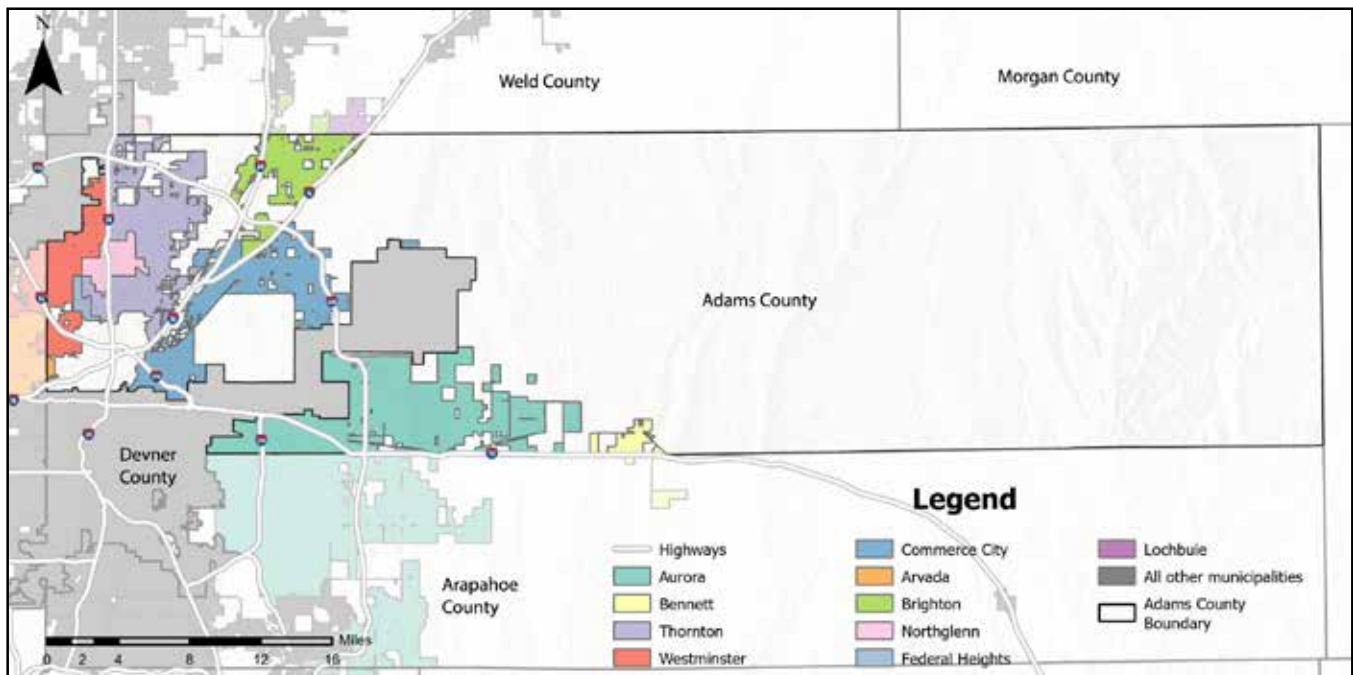 N
Weld County
Morgan County
Adams County
Devner
County
Arapahoe
County
Legend
Highways
Aurora
Bennett
Thornton
Westminster
Commerce City
Arvada
Brighton
Northglenn
Federal Heights
Lochbuie
All other municipalities
Adams County
Boundary
Miles
0 2 4 8 12 16